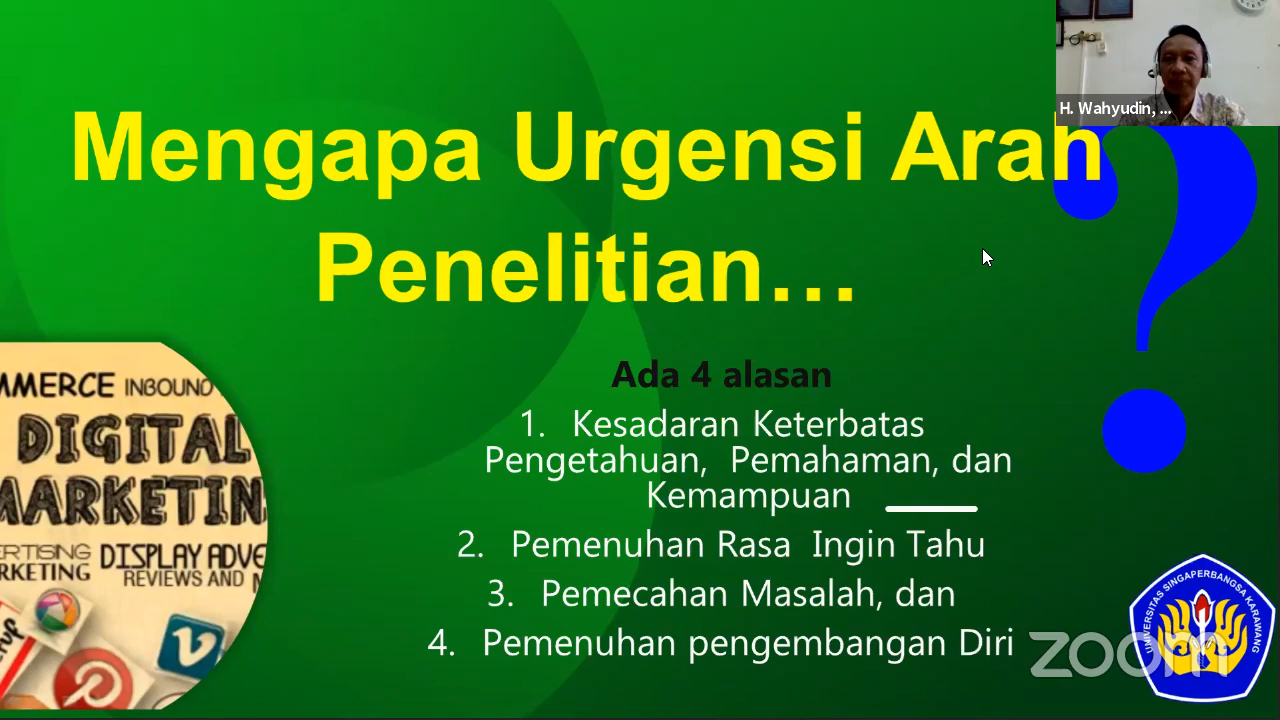 H. Wahyudin, ...
Mengapa Urgensi Arah
Penelitian...
?
Ada 4 alasan
1. Kesadaran Keterbatas
Pengetahuan, Pemahaman, dan
Kemampuan
2. Pemenuhan Rasa Ingin Tahu
3. Pemecahan Masalah, dan
4. Pemenuhan pengembangan Diri
INBOUND
DIGITAL
DISPLAY
REVIEWS AND
zoom
UNIVERSITAS SINGAPERBANGSA KARAWANG